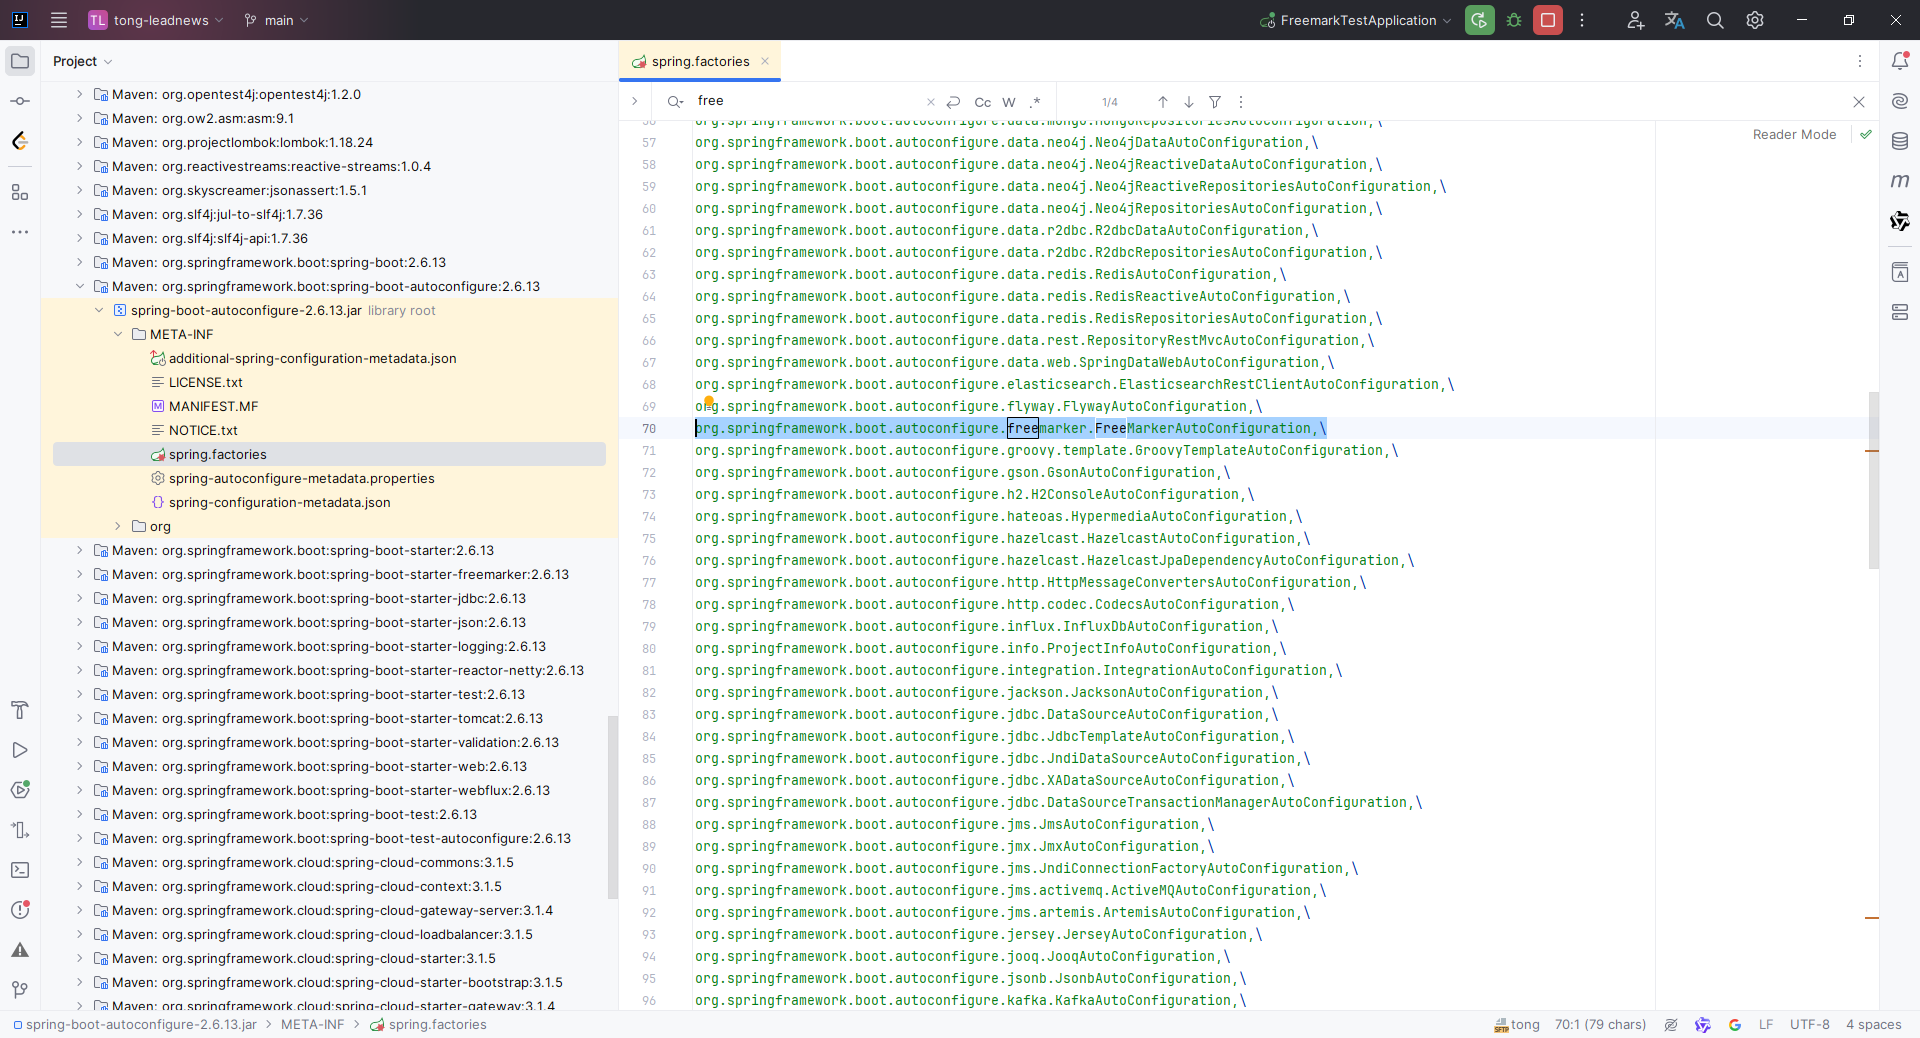 TL tong-leadnews main FreemarkTestApplication
Project
spring.factories
Maven: org.opentest4j:opentest4j:1.2.0
Maven: org.ow2.asm:asm:9.1
Maven: org.projectlombok:lombok:1.18.24
Maven: org.reactivestreams:reactive-streams:1.0.4
Maven: org.skyscreamer:jsonassert:1.5.1
Maven: org.slf4j:jul-to-slf4j:1.7.36
Maven: org.slf4j:slf4j-api:1.7.36
Maven: org.springframework.boot:spring-boot:2.6.13
Maven: org.springframework.boot:spring-boot-autoconfigure:2.6.13
spring-boot-autoconfigure-2.6.13.jar library root
META-INF
additional-spring-configuration-metadata.json
LICENSE.txt
MANIFEST.MF
NOTICE.txt
spring.factories
spring-autoconfigure-metadata.properties
spring-configuration-metadata.json
org
Maven: org.springframework.boot:spring-boot-starter:2.6.13
Maven: org.springframework.boot:spring-boot-starter-freemarker:2.6.13
Maven: org.springframework.boot:spring-boot-starter-jdbc:2.6.13
Maven: org.springframework.boot:spring-boot-starter-json:2.6.13
Maven: org.springframework.boot:spring-boot-starter-logging:2.6.13
Maven: org.springframework.boot:spring-boot-starter-reactor-netty:2.6.13
Maven: org.springframework.boot:spring-boot-starter-test:2.6.13
Maven: org.springframework.boot:spring-boot-starter-tomcat:2.6.13
Maven: org.springframework.boot:spring-boot-starter-validation:2.6.13
Maven: org.springframework.boot:spring-boot-starter-web:2.6.13
Maven: org.springframework.boot:spring-boot-starter-webflux:2.6.13
Maven: org.springframework.boot:spring-boot-test:2.6.13
Maven: org.springframework.boot:spring-boot-test-autoconfigure:2.6.13
Maven: org.springframework.cloud:spring-cloud-commons:3.1.5
Maven: org.springframework.cloud:spring-cloud-context:3.1.5
Maven: org.springframework.cloud:spring-cloud-gateway-server:3.1.4
Maven: org.springframework.cloud:spring-cloud-loadbalancer:3.1.5
Maven: org.springframework.cloud:spring-cloud-starter:3.1.5
Maven: org.springframework.cloud:spring-cloud-starter-bootstrap:3.1.5
Maven: org.springframework.cloud:spring-cloud-starter-gateway:3.1.4
free Cc W .* 1/4
Reader Mode
56 org.springframework.boot.autoconfigure.data.mongo.MongoRepositoriesAutoConfiguration,\
57 org.springframework.boot.autoconfigure.data.neo4j.Neo4jDataAutoConfiguration,\
58 org.springframework.boot.autoconfigure.data.neo4j.Neo4jReactiveDataAutoConfiguration,\
59 org.springframework.boot.autoconfigure.data.neo4j.Neo4jReactiveRepositoriesAutoConfiguration,\
60 org.springframework.boot.autoconfigure.data.neo4j.Neo4jRepositoriesAutoConfiguration,\
61 org.springframework.boot.autoconfigure.data.r2dbc.R2dbcDataAutoConfiguration,\
62 org.springframework.boot.autoconfigure.data.r2dbc.R2dbcRepositoriesAutoConfiguration,\
63 org.springframework.boot.autoconfigure.data.redis.RedisAutoConfiguration,\
64 org.springframework.boot.autoconfigure.data.redis.RedisReactiveAutoConfiguration,\
65 org.springframework.boot.autoconfigure.data.redis.RedisRepositoriesAutoConfiguration,\
66 org.springframework.boot.autoconfigure.data.rest.RepositoryRestMvcAutoConfiguration,\
67 org.springframework.boot.autoconfigure.data.web.SpringDataWebAutoConfiguration,\
68 org.springframework.boot.autoconfigure.elasticsearch.ElasticsearchRestClientAutoConfiguration,\
69 org.springframework.boot.autoconfigure.flyway.FlywayAutoConfiguration,\
70 org.springframework.boot.autoconfigure.freemarker.FreeMarkerAutoConfiguration,\
71 org.springframework.boot.autoconfigure.groovy.template.GroovyTemplateAutoConfiguration,\
72 org.springframework.boot.autoconfigure.gson.GsonAutoConfiguration,\
73 org.springframework.boot.autoconfigure.h2.H2ConsoleAutoConfiguration,\
74 org.springframework.boot.autoconfigure.hateoas.HypermediaAutoConfiguration,\
75 org.springframework.boot.autoconfigure.hazelcast.HazelcastAutoConfiguration,\
76 org.springframework.boot.autoconfigure.hazelcast.HazelcastJpaDependencyAutoConfiguration,\
77 org.springframework.boot.autoconfigure.http.HttpMessageConvertersAutoConfiguration,\
78 org.springframework.boot.autoconfigure.http.codec.CodecsAutoConfiguration,\
79 org.springframework.boot.autoconfigure.influx.InfluxDbAutoConfiguration,\
80 org.springframework.boot.autoconfigure.info.ProjectInfoAutoConfiguration,\
81 org.springframework.boot.autoconfigure.integration.IntegrationAutoConfiguration,\
82 org.springframework.boot.autoconfigure.jackson.JacksonAutoConfiguration,\
83 org.springframework.boot.autoconfigure.jdbc.DataSourceAutoConfiguration,\
84 org.springframework.boot.autoconfigure.jdbc.JdbcTemplateAutoConfiguration,\
85 org.springframework.boot.autoconfigure.jdbc.JndiDataSourceAutoConfiguration,\
86 org.springframework.boot.autoconfigure.jdbc.XADataSourceAutoConfiguration,\
87 org.springframework.boot.autoconfigure.jdbc.DataSourceTransactionManagerAutoConfiguration,\
88 org.springframework.boot.autoconfigure.jms.JmsAutoConfiguration,\
89 org.springframework.boot.autoconfigure.jmx.JmxAutoConfiguration,\
90 org.springframework.boot.autoconfigure.jms.JndiConnectionFactoryAutoConfiguration,\
91 org.springframework.boot.autoconfigure.jms.activemq.ActiveMQAutoConfiguration,\
92 org.springframework.boot.autoconfigure.jms.artemis.ArtemisAutoConfiguration,\
93 org.springframework.boot.autoconfigure.jersey.JerseyAutoConfiguration,\
94 org.springframework.boot.autoconfigure.jooq.JooqAutoConfiguration,\
95 org.springframework.boot.autoconfigure.jsonb.JsonbAutoConfiguration,\
96 org.springframework.boot.autoconfigure.kafka.KafkaAutoConfiguration,\
spring-boot-autoconfigure-2.6.13.jar META-INF spring.factories
SFTP tong 70:1 (79 chars) LF UTF-8 4 spaces